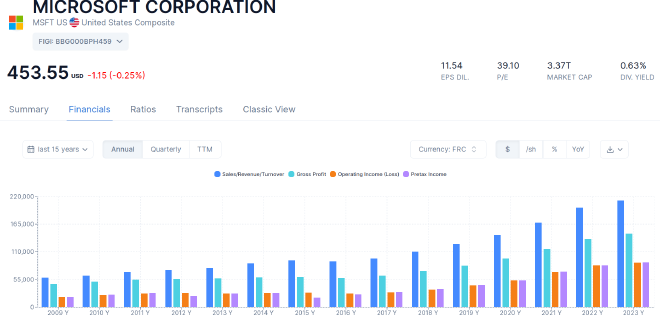 MICROSOFT CORPORATION
MSFT US United States Composite
FIGI: BBG000BPH459
453.55 USD -1.15 (-0.25%)
11.54 39.10 3.37T 0.63%
EPS DIL. P/E MARKET CAP DIV. YIELD
Summary Financials Ratios Transcripts Classic View
last 15 years Annual Quarterly TTM Currency: FRC $ /sh % YoY
Sales/Revenue/Turnover Gross Profit Operating Income (Loss) Pretax Income
220,000
165,000
110,000
55,000
0
2009 Y 2010 Y 2011 Y 2012 Y 2013 Y 2014 Y 2015 Y 2016 Y 2017 Y 2018 Y 2019 Y 2020 Y 2021 Y 2022 Y 2023 Y